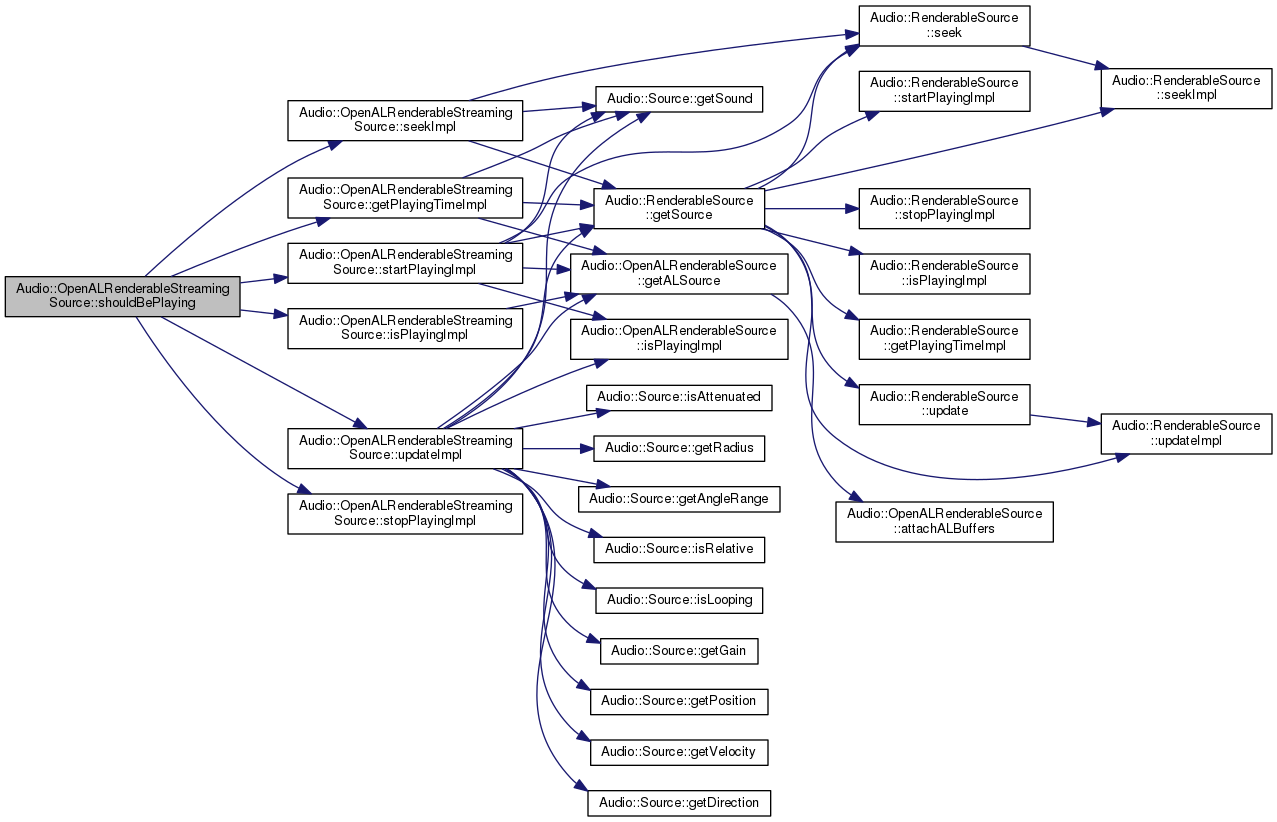 Audio::OpenALRenderableStreaming
Source::shouldBePlaying
Audio::OpenALRenderableStreaming
Source::seekImpl
Audio::OpenALRenderableStreaming
Source::getPlayingTimeImpl
Audio::OpenALRenderableStreaming
Source::startPlayingImpl
Audio::OpenALRenderableStreaming
Source::isPlayingImpl
Audio::OpenALRenderableStreaming
Source::updateImpl
Audio::OpenALRenderableStreaming
Source::stopPlayingImpl
Audio::Source::getSound
Audio::RenderableSource
::getSource
Audio::OpenALRenderableSource
::getALSource
Audio::OpenALRenderableSource
::isPlayingImpl
Audio::Source::isAttenuated
Audio::Source::getRadius
Audio::Source::getAngleRange
Audio::Source::isRelative
Audio::Source::isLooping
Audio::Source::getGain
Audio::Source::getPosition
Audio::Source::getVelocity
Audio::Source::getDirection
Audio::RenderableSource
::seek
Audio::RenderableSource
::startPlayingImpl
Audio::RenderableSource
::stopPlayingImpl
Audio::RenderableSource
::isPlayingImpl
Audio::RenderableSource
::getPlayingTimeImpl
Audio::RenderableSource
::update
Audio::OpenALRenderableSource
::attachALBuffers
Audio::RenderableSource
::seekImpl
Audio::RenderableSource
::updateImpl